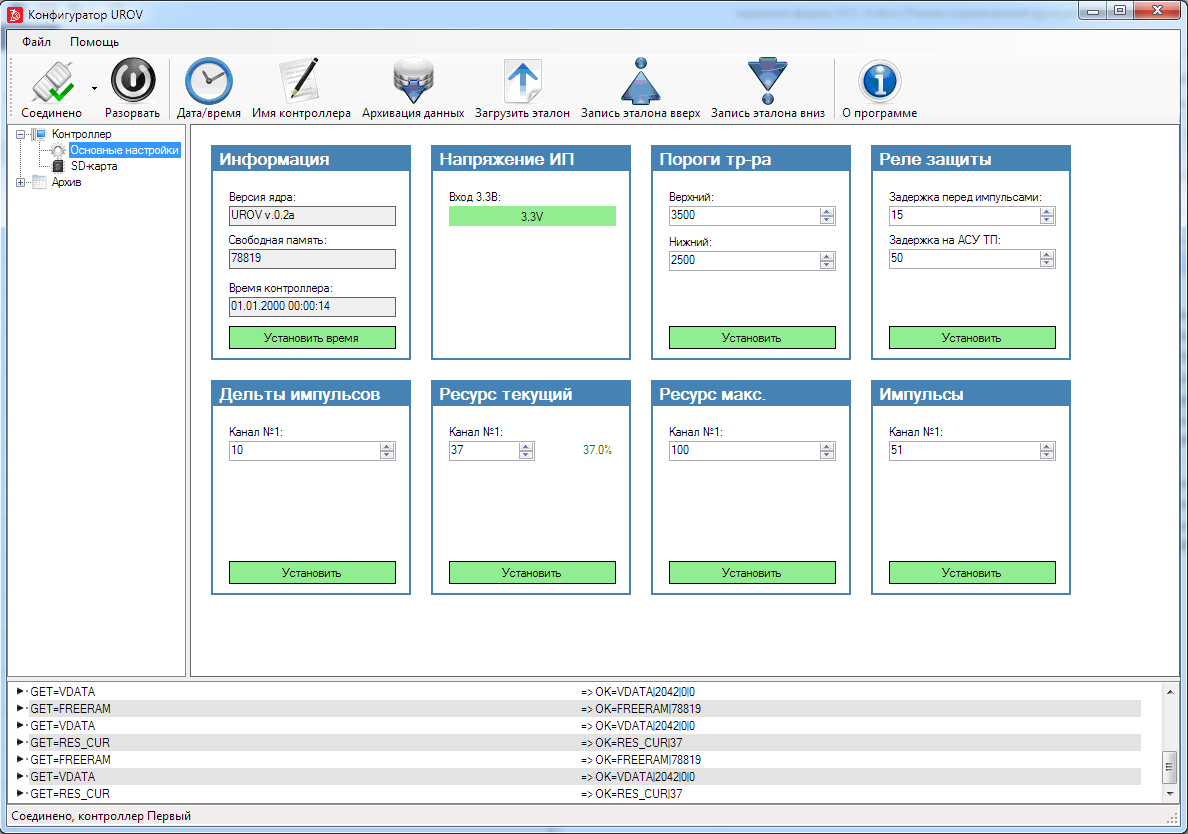 Конфигуратор UROV
Файл Помощь
Соединено Разорвать Дата/время Имя контроллера Архивация данных Загрузить эталон Запись эталона вверх Запись эталона вниз О программе
Контроллер
Основные настройки
SD-карта
Архив
Информация
Версия ядра:
UROV v.0.2a
Свободная память:
78819
Время контроллера:
01.01.2000 00:00:14
Установить время
Напряжение ИП
Вход 3.3В:
3.3V
Пороги тр-ра
Верхний:
3500
Нижний:
2500
Установить
Реле защиты
Задержка перед импульсами:
15
Задержка на АСУ ТП:
50
Установить
Дельты импульсов
Канал №1:
10
Установить
Ресурс текущий
Канал №1:
37 37.0%
Установить
Ресурс макс.
Канал №1:
100
Установить
Импульсы
Канал №1:
51
Установить
GET=VDATA => OK=VDATA|2042|0|0
GET=FREERAM => OK=FREERAM|78819
GET=VDATA => OK=VDATA|2042|0|0
GET=RES_CUR => OK=RES_CUR|37
GET=FREERAM => OK=FREERAM|78819
GET=VDATA => OK=VDATA|2042|0|0
GET=RES_CUR => OK=RES_CUR|37
Соединено, контроллер Первый